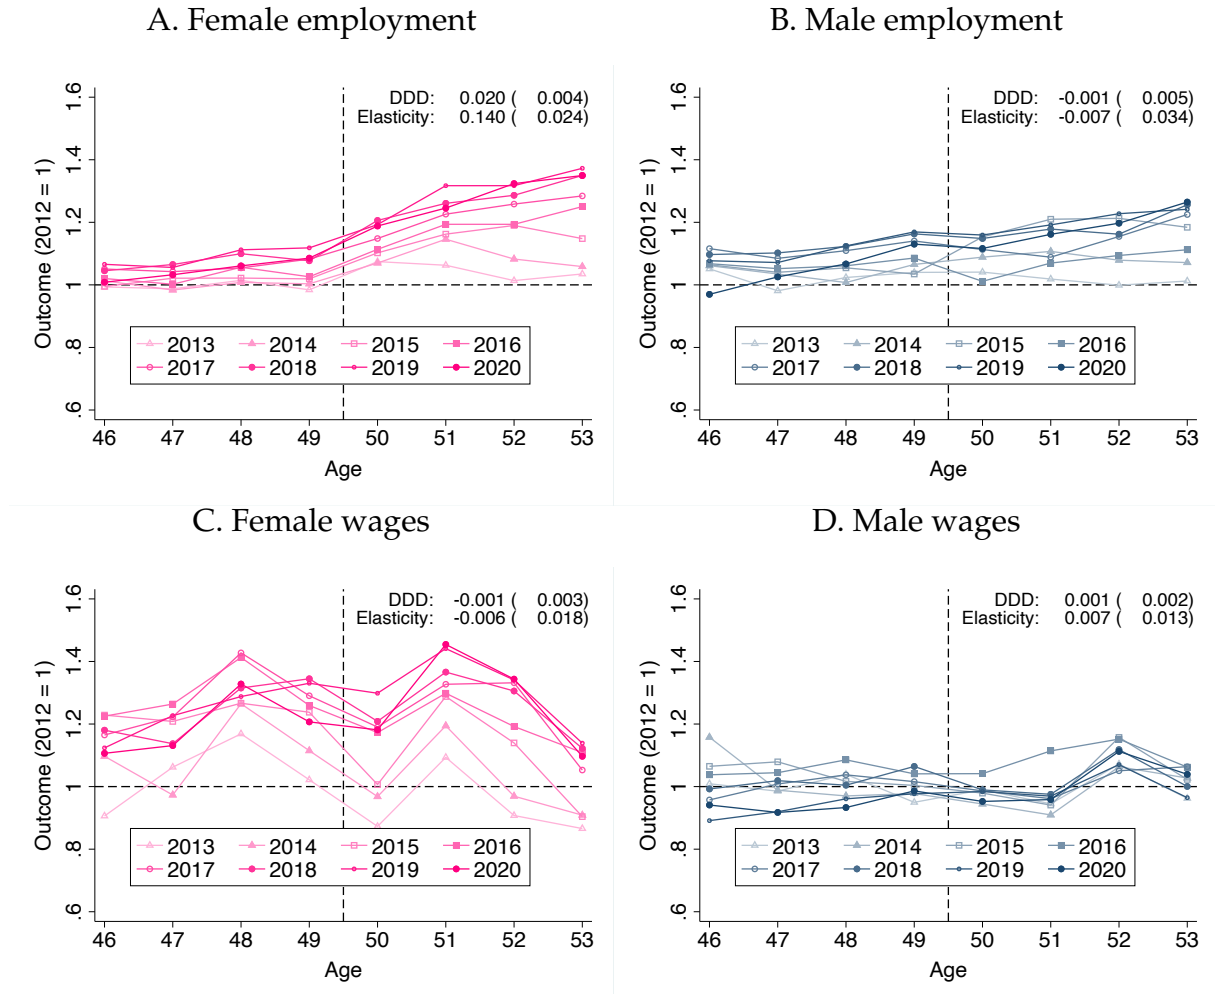 A. Female employment
DDD: 0.020 ( 0.004)
Elasticity: 0.140 ( 0.024)
Outcome (2012 = 1)
1.6
1.4
1.2
1
.8
.6
2013 2014 2015 2016
2017 2018 2019 2020
46 47 48 49 50 51 52 53
Age
B. Male employment
DDD: -0.001 ( 0.005)
Elasticity: -0.007 ( 0.034)
Outcome (2012 = 1)
1.6
1.4
1.2
1
.8
.6
2013 2014 2015 2016
2017 2018 2019 2020
46 47 48 49 50 51 52 53
Age
C. Female wages
DDD: -0.001 ( 0.003)
Elasticity: -0.006 ( 0.018)
Outcome (2012 = 1)
1.6
1.4
1.2
1
.8
.6
2013 2014 2015 2016
2017 2018 2019 2020
46 47 48 49 50 51 52 53
Age
D. Male wages
DDD: 0.001 ( 0.002)
Elasticity: 0.007 ( 0.013)
Outcome (2012 = 1)
1.6
1.4
1.2
1
.8
.6
2013 2014 2015 2016
2017 2018 2019 2020
46 47 48 49 50 51 52 53
Age